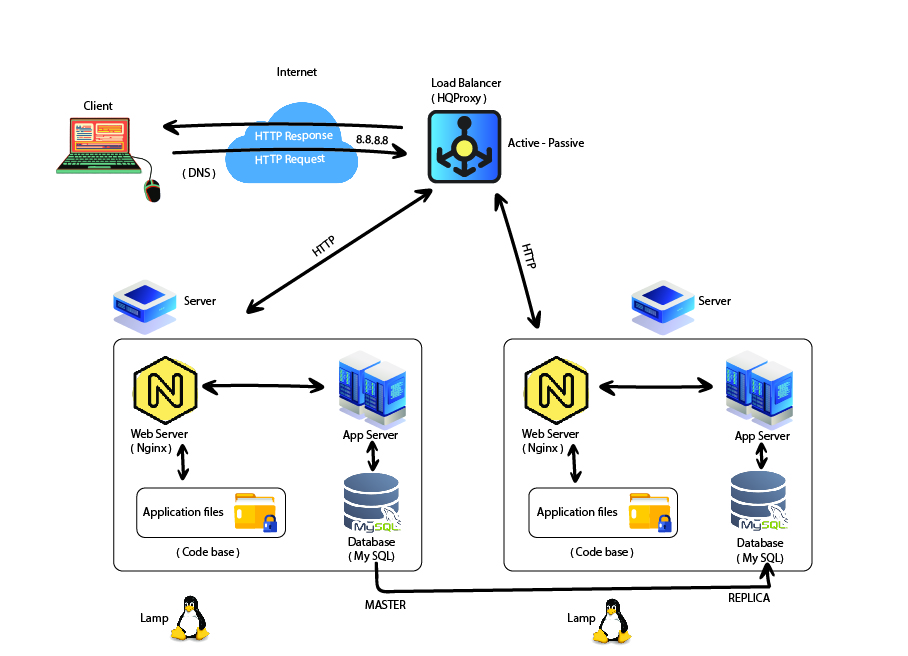 Internet
Load Balancer
( HQProxy )
Client
HTTP Response
8.8.8.8
Active - Passive
HTTP Request
( DNS )
HTTP
HTTP
Server
Server
N
N
Web Server
( Nginx )
App Server
Web Server
( Nginx )
App Server
Application files
MySQL
Database
( My SQL)
( Code base )
Application files
MySQL
Database
( My SQL)
( Code base )
MASTER
REPLICA
Lamp
Lamp